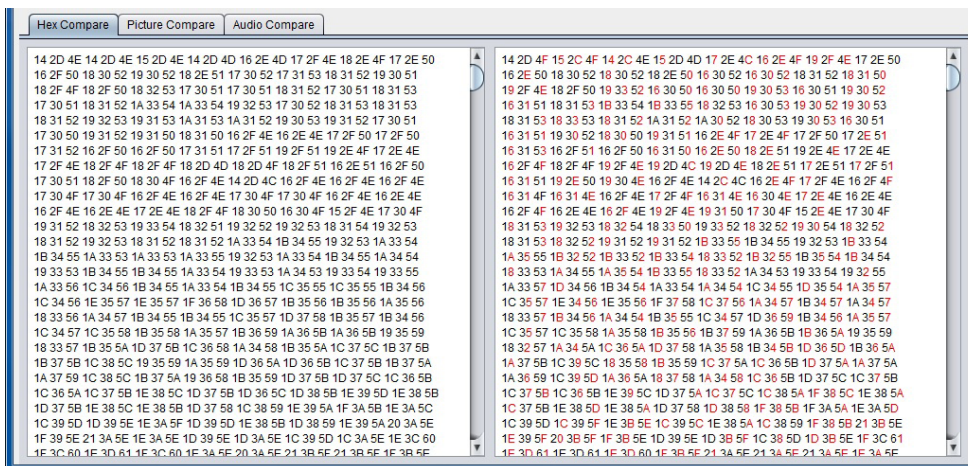 Hex Compare
Picture Compare
Audio Compare
14 2D 4E 14 2D 4E 15 2D 4E 14 2D 4D 16 2E 4D 17 2F 4E 18 2E 4F 17 2E 50
16 2F 50 18 30 52 19 30 52 18 2E 51 17 30 52 17 31 53 18 31 52 19 30 51
18 2F 4F 18 2F 50 18 32 53 17 30 51 17 30 51 18 31 52 17 30 51 18 31 53
17 30 51 18 31 52 1A 33 54 1A 33 54 19 32 53 17 30 52 18 31 53 18 31 53
18 31 52 19 32 53 19 31 53 1A 31 53 1A 31 52 19 30 53 19 31 52 17 30 51
17 30 50 19 31 52 19 31 50 18 31 50 16 2F 4E 16 2E 4E 17 2F 50 17 2F 50
17 31 52 16 2F 50 16 2F 50 17 31 51 17 2F 51 19 2F 51 19 2E 4F 17 2E 4E
17 2F 4E 18 2F 4F 18 2F 4F 18 2D 4D 18 2D 4F 18 2F 51 16 2E 51 16 2F 50
17 30 51 18 2F 50 18 30 4F 16 2F 4E 14 2D 4C 16 2F 4E 16 2F 4E 16 2F 4E
17 30 4F 17 30 4F 16 2F 4E 16 2F 4E 17 30 4F 17 30 4F 16 2F 4E 16 2E 4E
16 2F 4E 16 2E 4E 17 2E 4E 18 2F 4F 18 30 50 16 30 4F 15 2F 4E 17 30 4F
19 31 52 18 32 53 19 32 53 18 32 51 19 32 52 19 32 53 18 31 54 19 32 53
18 31 52 19 32 53 18 31 52 18 31 52 1A 33 54 1B 34 55 19 32 53 1A 33 54
1B 34 55 1A 33 53 1A 33 53 1A 33 55 19 32 53 1A 33 54 1B 34 55 1A 34 54
19 33 53 1B 34 55 1B 34 55 1A 33 54 19 33 53 1A 34 53 19 33 54 19 33 55
1A 33 56 1C 34 56 1B 34 55 1A 33 54 1B 34 55 1C 35 55 1C 35 55 1B 34 56
1C 34 56 1E 35 57 1E 35 57 1F 36 58 1D 36 57 1B 35 56 1B 35 56 1A 35 56
18 33 56 1A 34 57 1B 34 55 1B 34 55 1C 35 57 1D 37 58 1B 35 57 1B 34 56
1C 34 57 1C 35 58 1B 35 58 1A 35 57 1B 36 59 1A 36 5B 1A 36 5B 19 35 59
18 33 57 1B 35 5A 1D 37 5B 1C 36 58 1A 34 58 1B 35 5A 1C 37 5C 1B 37 5B
1B 37 5B 1C 38 5C 19 35 59 1A 35 59 1D 36 5A 1D 36 5B 1C 37 5B 1B 37 5A
1A 37 59 1C 38 5C 1B 37 5A 19 36 58 1B 35 59 1D 37 5B 1D 37 5C 1C 36 5B
1C 36 5A 1C 37 5B 1E 38 5C 1D 37 5B 1D 36 5C 1D 38 5B 1E 39 5D 1E 38 5B
1D 37 5B 1E 38 5C 1E 38 5B 1D 37 58 1C 38 59 1E 39 5A 1F 3A 5B 1E 3A 5C
1C 39 5D 1D 39 5E 1E 3A 5F 1D 39 5D 1E 38 5B 1D 38 59 1E 39 5A 20 3A 5E
1F 39 5E 21 3A 5E 1E 3A 5E 1D 39 5E 1D 3A 5E 1C 39 5D 1C 3A 5E 1E 3C 60
1F 3C 60 1E 3D 61 1E 3C 60 1E 3A 5E 20 3A 5E 21 3B 5F 21 3B 5F 1F 3B 5E
14 2D 4F 15 2C 4F 14 2C 4E 15 2D 4D 17 2E 4C 16 2E 4F 19 2F 4E 17 2E 50
16 2E 50 18 30 52 18 30 52 18 2E 50 16 30 52 16 30 52 18 31 52 18 31 50
19 2F 4E 18 2F 50 19 33 52 16 30 50 16 30 50 19 30 53 16 30 51 19 30 52
16 31 51 18 31 53 1B 33 54 1B 33 55 18 32 53 16 30 53 19 30 52 19 30 53
18 31 53 18 33 53 18 31 52 1A 31 52 1A 30 52 18 30 53 19 30 53 16 30 51
16 31 51 19 30 52 18 30 50 19 31 51 16 2E 4F 17 2E 4F 17 2F 50 17 2E 51
16 31 53 16 2F 51 16 2F 50 16 31 50 16 2E 50 18 2E 51 19 2E 4E 17 2E 4E
16 2F 4F 18 2F 4F 19 2F 4E 19 2D 4C 19 2D 4E 18 2E 51 17 2E 51 17 2F 51
16 31 51 19 2E 50 19 30 4E 16 2F 4E 14 2C 4C 16 2E 4F 17 2F 4E 16 2F 4F
16 31 4F 16 31 4E 16 2F 4E 17 2F 4F 16 31 4E 16 30 4E 17 2E 4E 16 2E 4E
16 2F 4F 16 2E 4E 16 2F 4E 19 2F 4E 19 31 50 17 30 4F 15 2E 4E 17 30 4F
18 31 53 19 32 53 19 33 54 18 32 54 18 33 50 19 33 52 18 32 52 19 30 54 18 32 52
18 31 53 18 32 52 19 31 52 19 31 52 1B 33 55 1B 34 55 19 32 53 1B 33 54
1A 35 55 1B 32 52 1B 33 52 1B 33 54 18 33 52 1B 32 55 1B 35 54 1B 34 54
18 33 53 1A 34 55 1A 35 54 1B 33 55 18 33 52 1A 34 53 19 33 54 19 32 55
1A 33 57 1D 34 56 1B 34 54 1A 33 54 1A 34 54 1C 34 55 1D 35 54 1A 35 57
1C 35 57 1E 34 56 1E 35 56 1F 37 58 1C 37 56 1A 34 57 1B 34 57 1A 34 57
18 33 57 1B 34 56 1A 34 54 1B 35 55 1C 34 57 1D 36 59 1B 34 56 1B 34 57
1C 35 57 1C 35 58 1A 35 58 1B 35 56 1B 37 59 1A 36 5B 1B 36 5A 19 35 59
18 32 57 1A 34 5A 1C 36 5A 1D 37 58 1A 35 58 1B 34 5B 1D 36 5D 1B 36 5A
1A 37 5B 1C 39 5C 18 35 58 1B 35 59 1C 37 5A 1C 36 5B 1D 37 5A 1A 37 5A
1A 36 59 1C 39 5D 1A 36 5A 18 37 58 1A 34 58 1C 36 5B 1D 37 5C 1C 37 5B
1C 37 5B 1C 36 5B 1E 39 5C 1D 37 5A 1C 37 5C 1C 38 5A 1F 38 5C 1E 38 5A
1C 37 5B 1E 38 5D 1E 38 5A 1D 37 58 1D 38 58 1F 38 5B 1F 3A 5A 1E 3A 5D
1C 39 5D 1C 39 5F 1E 3B 5E 1C 39 5C 1E 38 5A 1C 38 59 1F 38 5B 21 3B 5E
1E 39 5F 20 3B 5F 1F 3B 5E 1D 39 5E 1D 3B 5F 1C 38 5D 1D 3B 5E 1F 3C 61
1E 3D 61 1F 3D 61 1F 3D 60 1F 3B 5F 21 3A 5E 21 3A 5F 21 3A 5F 1E 3A 5F